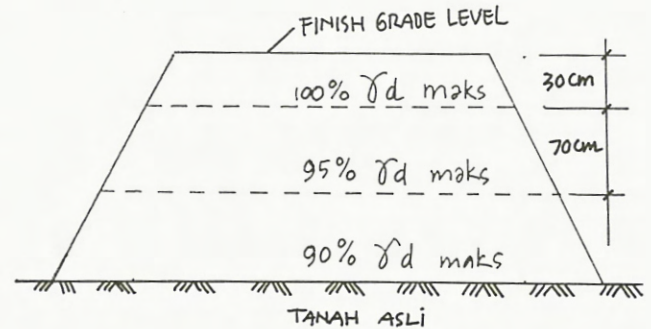 FINISH GRADE LEVEL
100% γd maks
30cm
95% γd maks
70cm
90% γd maks
TANAH ASLi